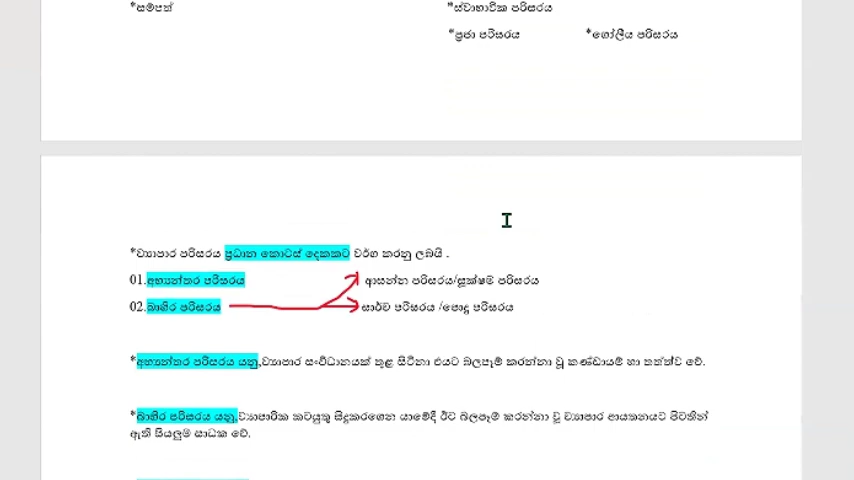 *සම්පත් *ස්වාභාවික පරිසරය
*ප්‍රජා පරිසරය *ගෝලීය පරිසරය
*ව්‍යාපාර පරිසරය ප්‍රධාන කොටස් දෙකකට වර්ග කරනු ලබයි .
01.අභ්‍යන්තර පරිසරය ආසන්න පරිසරය/සූක්ෂම පරිසරය
02.බාහිර පරිසරය සාර්ව පරිසරය /පොදු පරිසරය
*අභ්‍යන්තර පරිසරය යනු,ව්‍යාපාර සංවිධානයක් තුළ සිටිනා එයට බලපෑම් කරන්නා වූ කණ්ඩායම් හා තත්ත්ව වේ.
*බාහිර පරිසරය යනු,ව්‍යාපාරික කටයුතු සිදුකරගෙන යාමේදී ඊට බලපෑම් කරන්නා වූ ව්‍යාපාර ආයතනයට පිටතින්
ඇති සියලුම සාධක වේ.